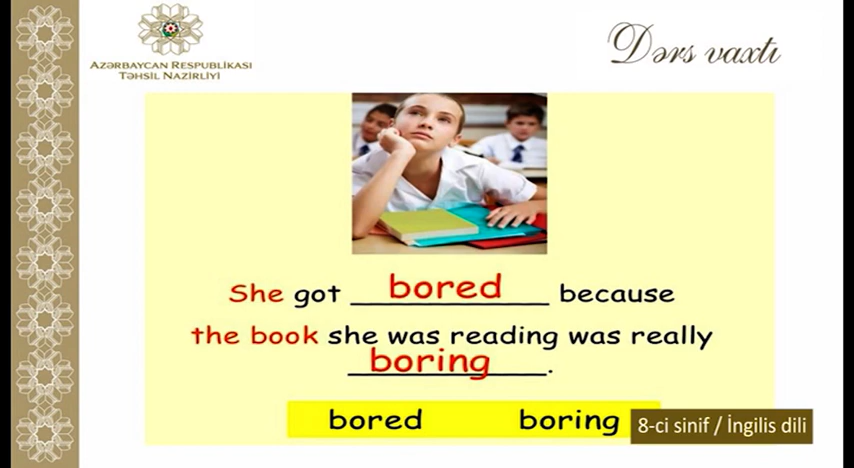 AZƏRBAYCAN RESPUBLİKASI
TƏHSİL NAZİRLİYİ
Dərs vaxtı
She got bored because
the book she was reading was really
boring.
bored boring
8-ci sinif / İngilis dili